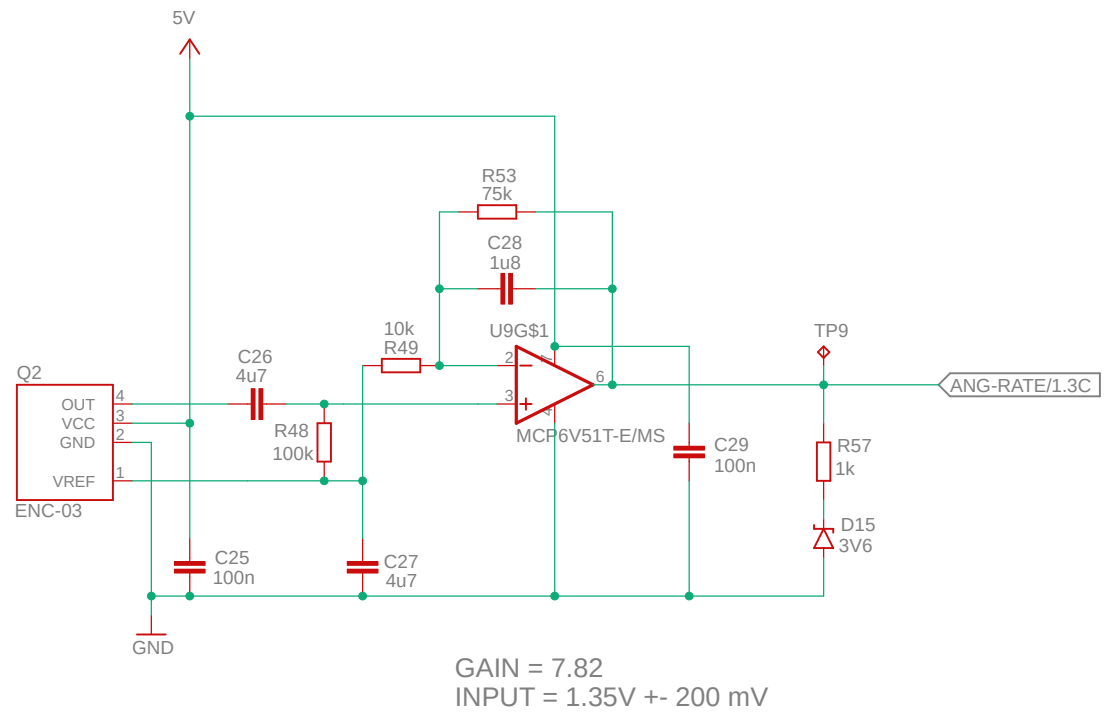 5V
R53
75k
C28
1u8
U9G$1
10k
R49
TP9
2
7
6
3
4
MCP6V51T-E/MS
ANG-RATE/1.3C
C26
4u7
Q2
OUT 4
VCC 3
GND 2
VREF 1
ENC-03
R48
100k
C29
100n
R57
1k
D15
3V6
C25
100n
C27
4u7
GND
GAIN = 7.82
INPUT = 1.35V +- 200 mV